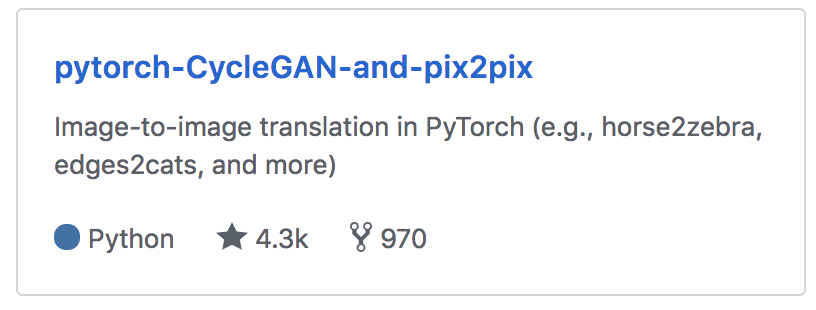 pytorch-CycleGAN-and-pix2pix
Image-to-image translation in PyTorch (e.g., horse2zebra,
edges2cats, and more)
Python 4.3k 970